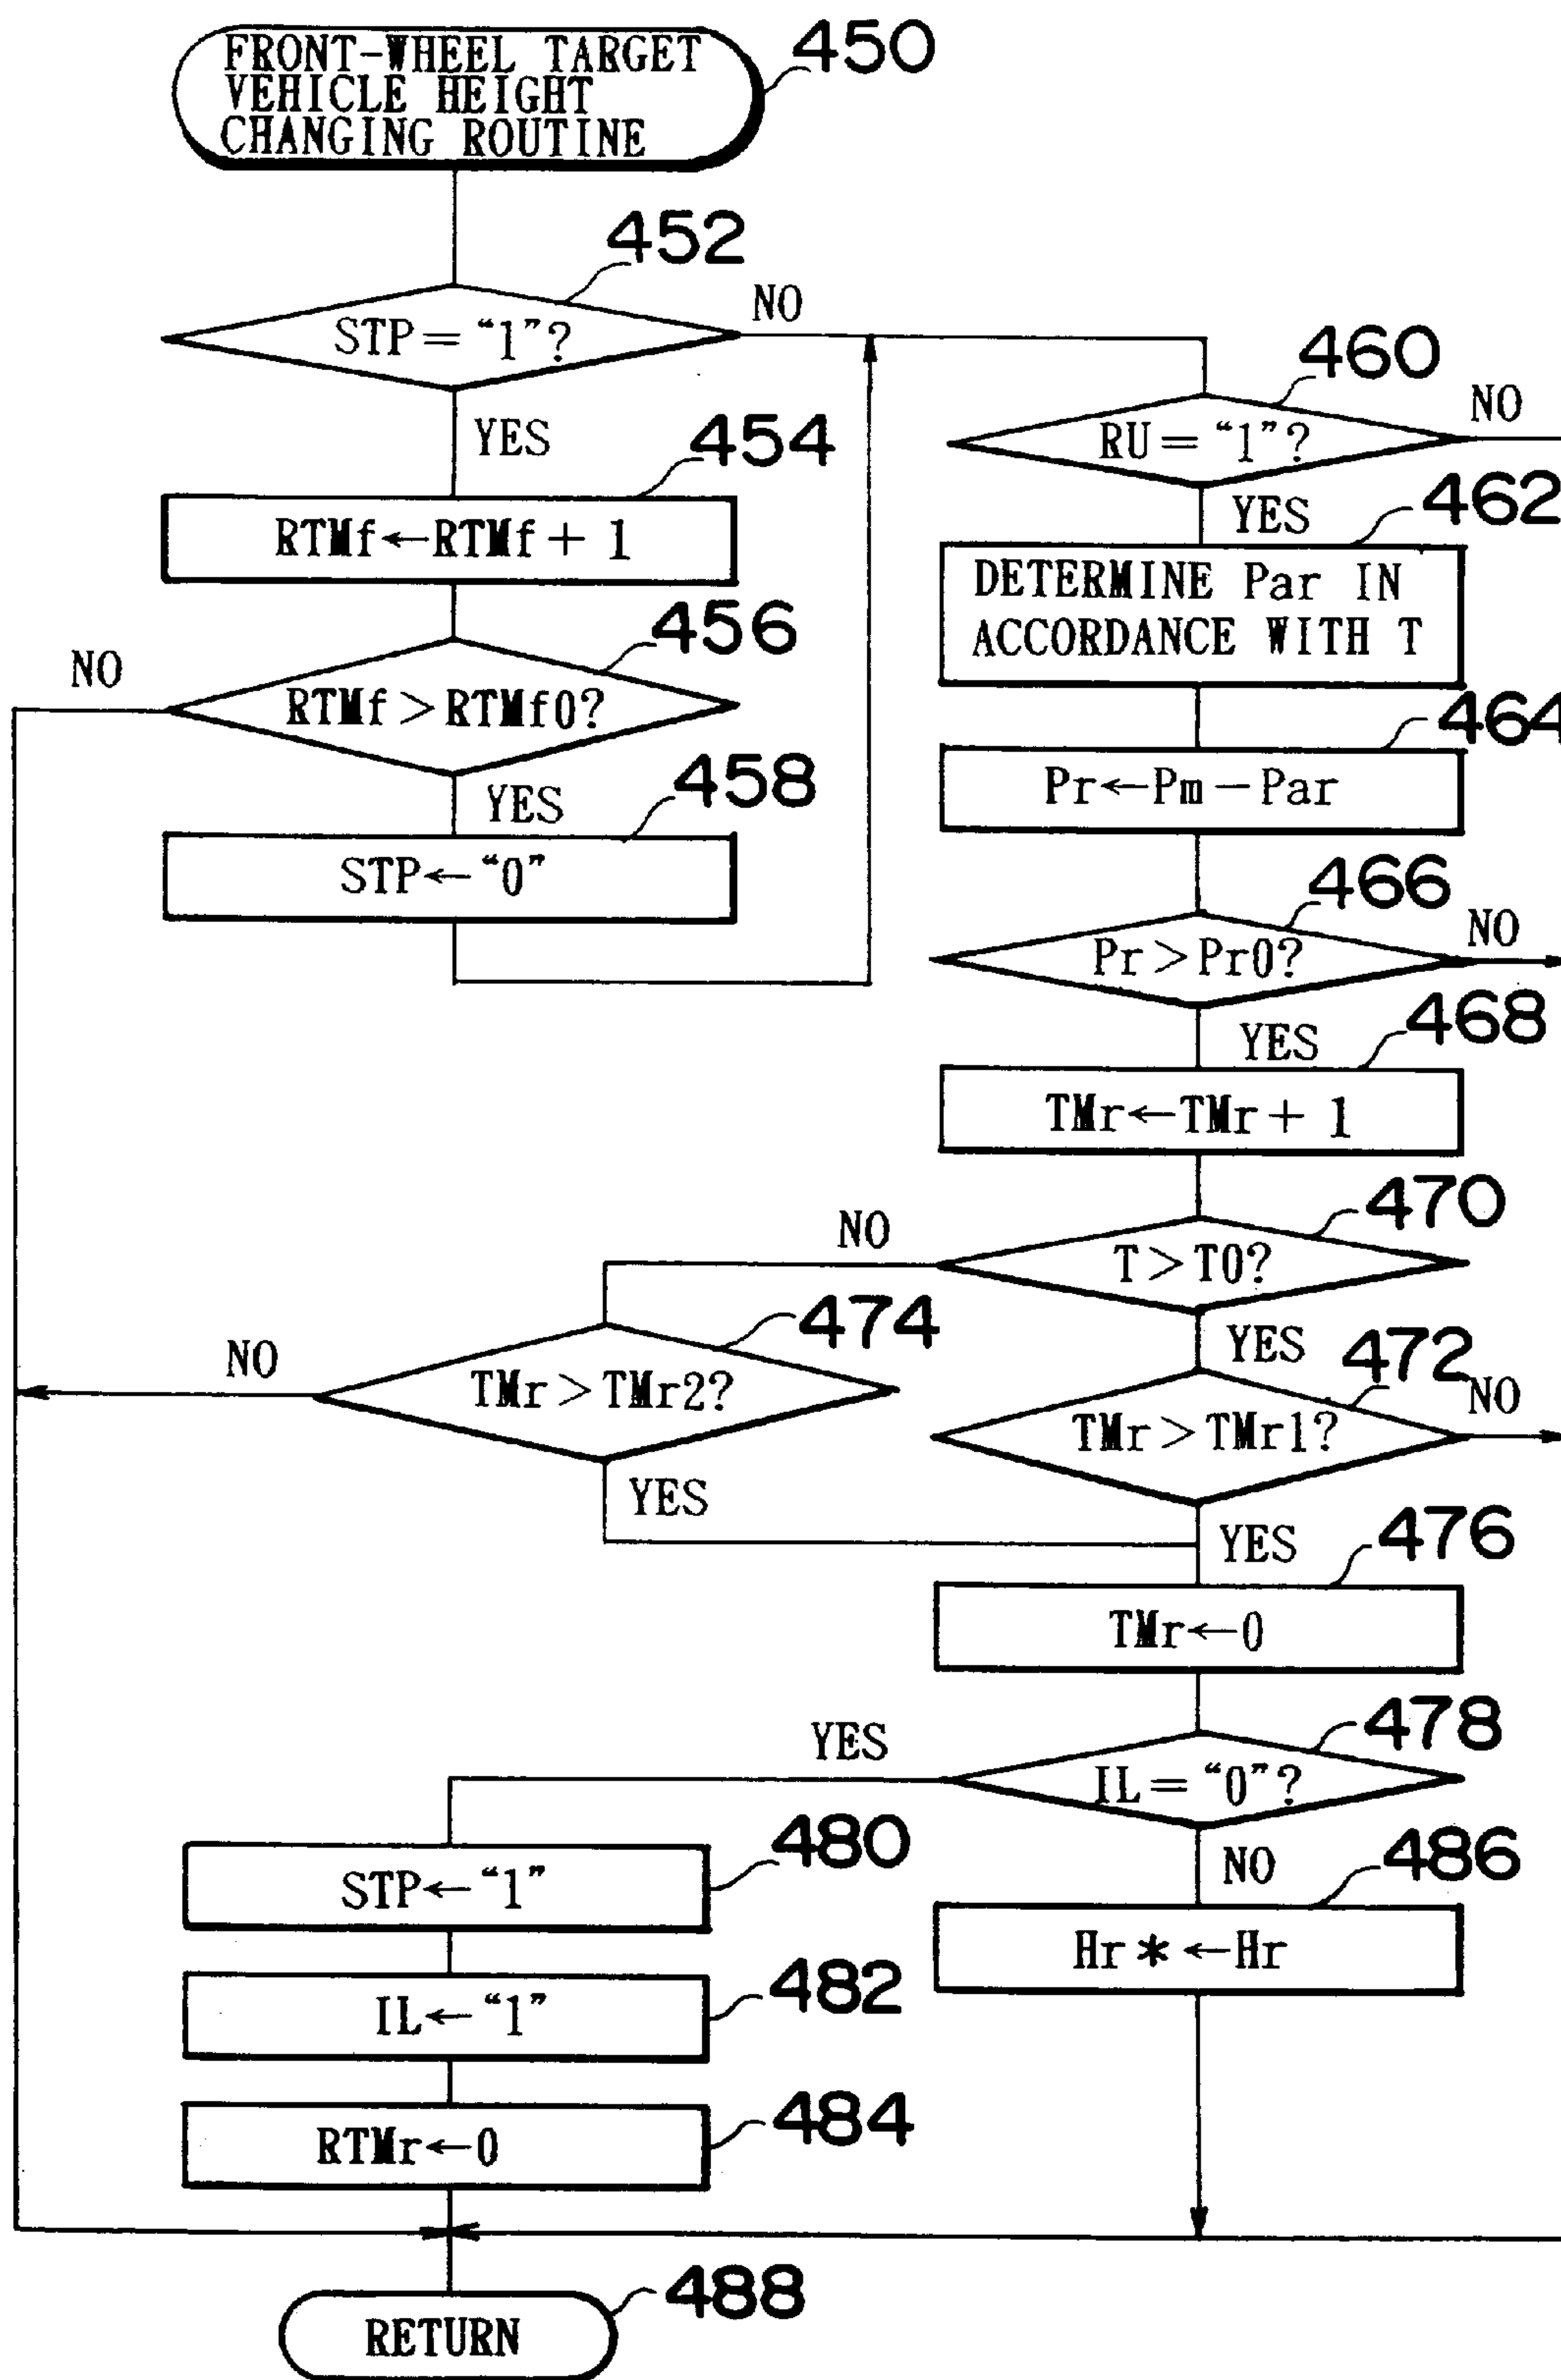 FRONT-WHEEL TARGET
VEHICLE HEIGHT
CHANGING ROUTINE
450
452
STP="1"?
NO
YES
454
RTMf←RTMf+1
456
NO
RTMf>RTMf0?
YES
458
STP←"0"
460
RU="1"?
NO
YES
462
DETERMINE Par IN
ACCORDANCE WITH T
464
Pr←Pm-Par
466
Pr>Pr0?
NO
YES
468
TMr←TMr+1
470
NO
T>T0?
YES
474
NO
TMr>TMr2?
YES
472
TMr>TMr1?
NO
YES
476
TMr←0
478
YES
IL="0"?
NO
480
STP←"1"
482
IL←"1"
484
RTMr←0
486
Hr*←Hr
488
RETURN